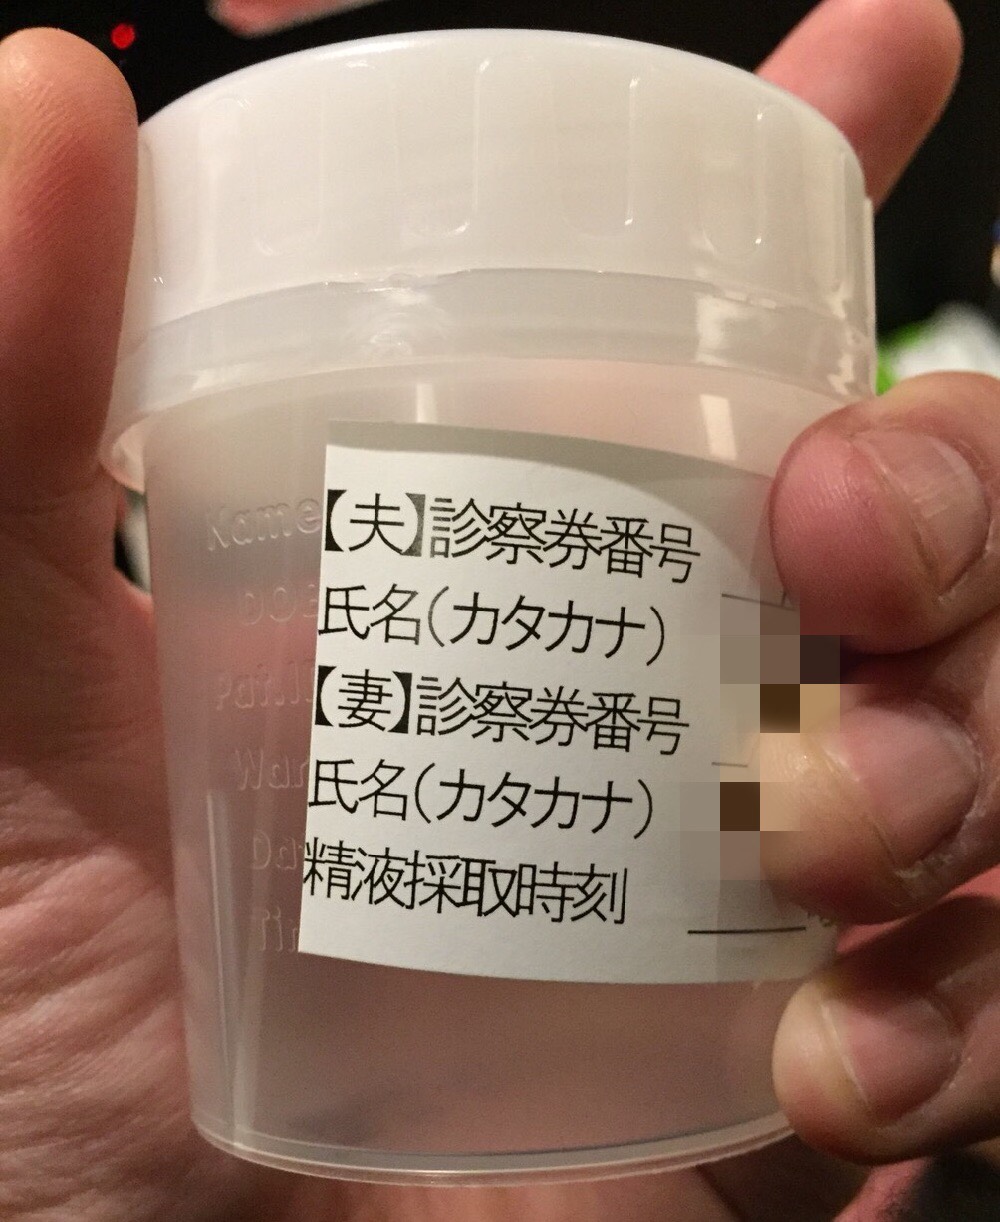 【夫】診察券番号
氏名(カタカナ)
【妻】診察券番号
氏名(カタカナ)
精液採取時刻
Name